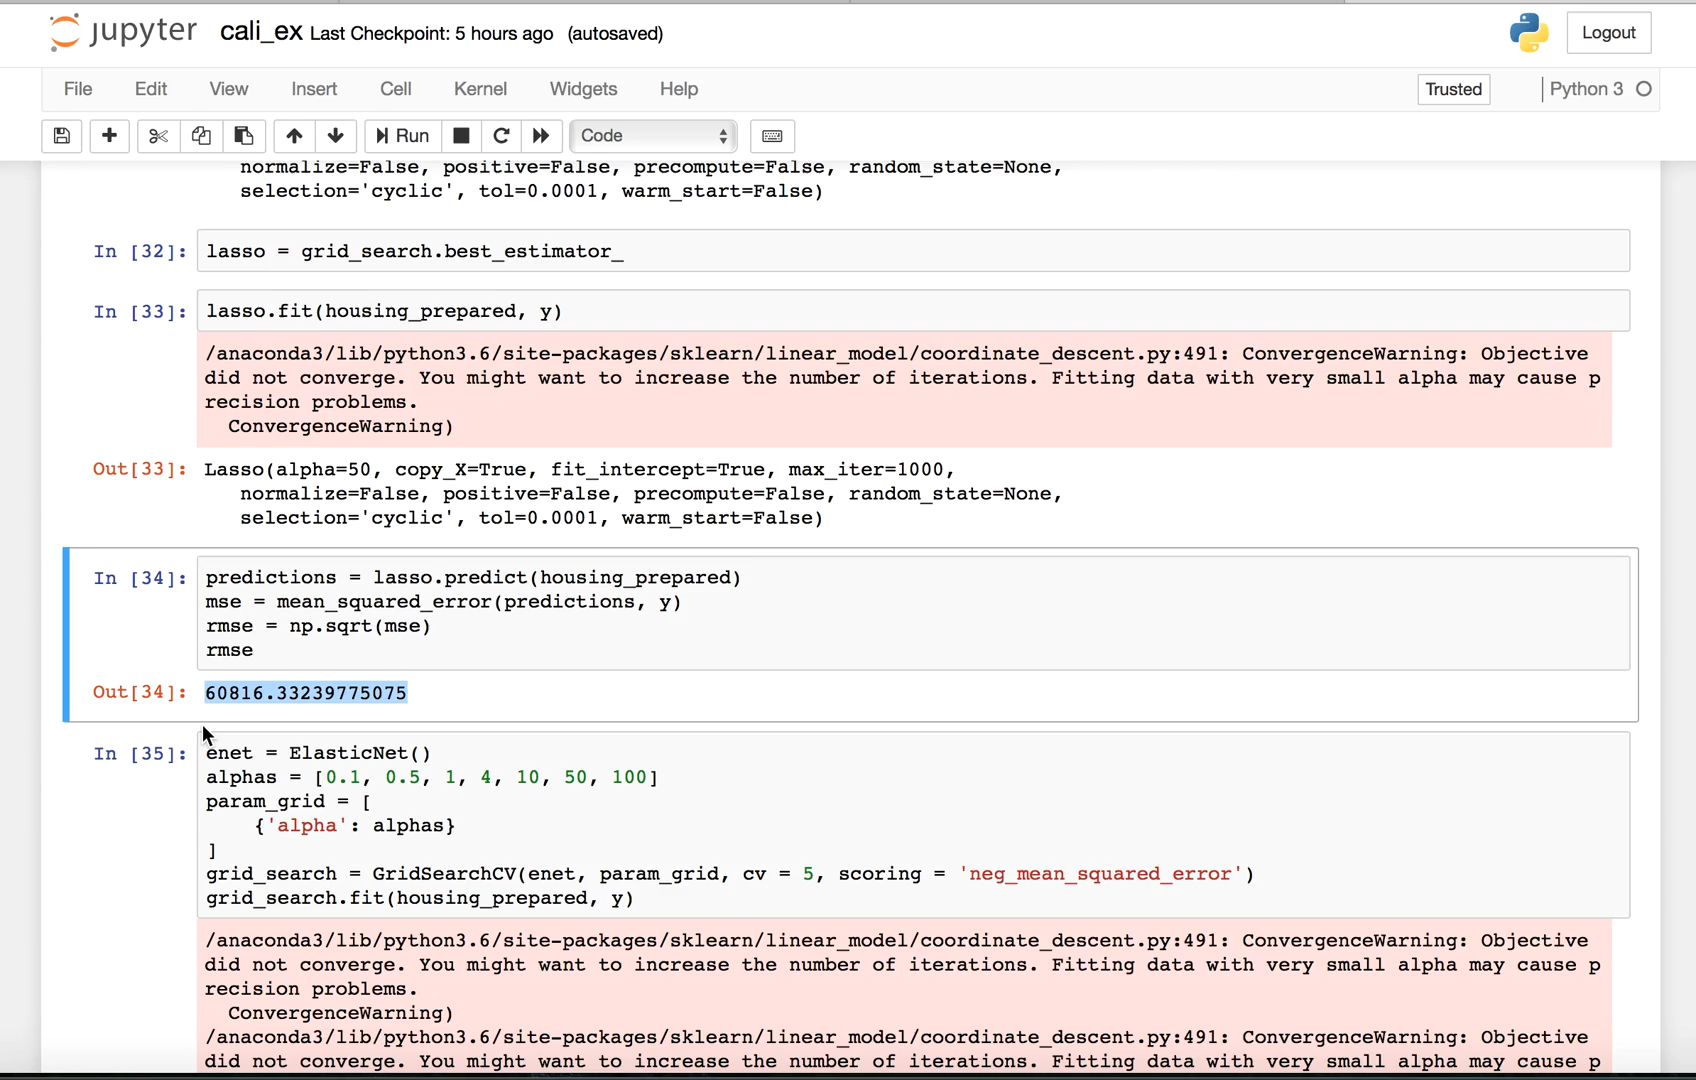 jupyter cali_ex Last Checkpoint: 5 hours ago (autosaved) Logout
File Edit View Insert Cell Kernel Widgets Help Trusted Python 3
Run Code
normalize=False, positive=False, precompute=False, random_state=None,
selection='cyclic', tol=0.0001, warm_start=False)
In [32]: lasso = grid_search.best_estimator_
In [33]: lasso.fit(housing_prepared, y)
/anaconda3/lib/python3.6/site-packages/sklearn/linear_model/coordinate_descent.py:491: ConvergenceWarning: Objective
did not converge. You might want to increase the number of iterations. Fitting data with very small alpha may cause p
recision problems.
ConvergenceWarning)
Out[33]: Lasso(alpha=50, copy_X=True, fit_intercept=True, max_iter=1000,
normalize=False, positive=False, precompute=False, random_state=None,
selection='cyclic', tol=0.0001, warm_start=False)
In [34]: predictions = lasso.predict(housing_prepared)
mse = mean_squared_error(predictions, y)
rmse = np.sqrt(mse)
rmse
Out[34]: 60816.33239775075
In [35]: enet = ElasticNet()
alphas = [0.1, 0.5, 1, 4, 10, 50, 100]
param_grid = [
{'alpha': alphas}
]
grid_search = GridSearchCV(enet, param_grid, cv = 5, scoring = 'neg_mean_squared_error')
grid_search.fit(housing_prepared, y)
/anaconda3/lib/python3.6/site-packages/sklearn/linear_model/coordinate_descent.py:491: ConvergenceWarning: Objective
did not converge. You might want to increase the number of iterations. Fitting data with very small alpha may cause p
recision problems.
ConvergenceWarning)
/anaconda3/lib/python3.6/site-packages/sklearn/linear_model/coordinate_descent.py:491: ConvergenceWarning: Objective
did not converge. You might want to increase the number of iterations. Fitting data with very small alpha may cause p